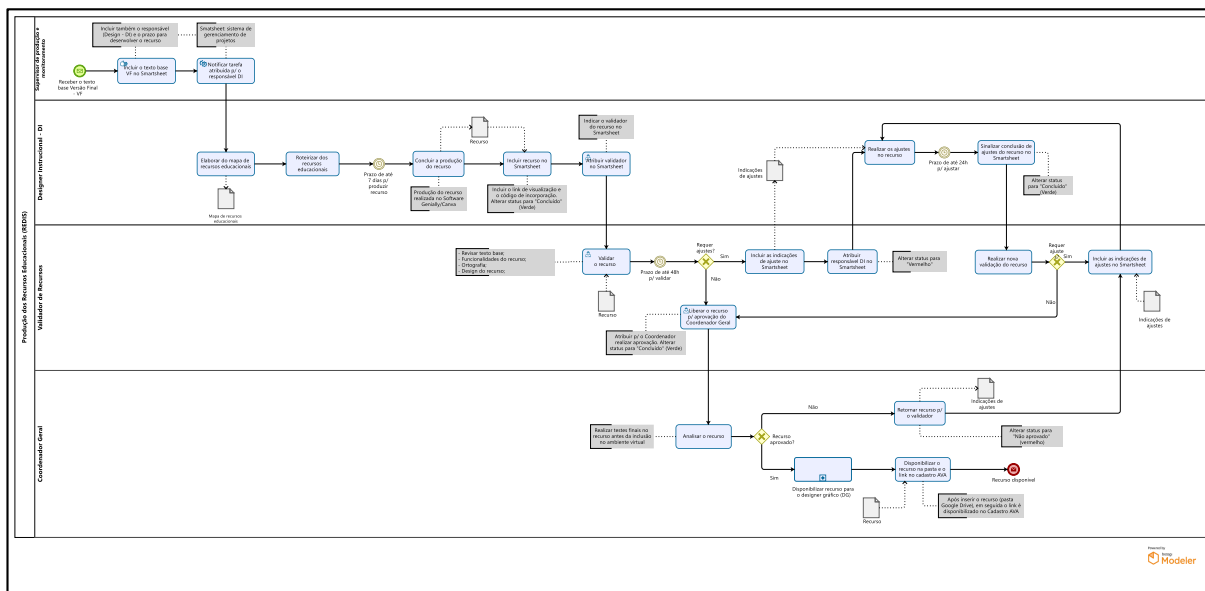 Produção dos Recursos Educacionais (REDIS)
Supervisor de produção e
monitoramento
Incluir também o responsável
(Design - DI) e o prazo para
desenvolver o recurso
Smatsheet: sistema de
gerenciamento de
projetos
Receber o texto
base Versão Final
- VF
Incluir o texto base
VF no Smartsheet
Notificar tarefa
atribuída p/ o
responsável DI
Designer Instrucional - DI
Elaborar do mapa de
recursos educacionais
Mapa de recursos
educacionais
Roteirizar dos
recursos
educacionais
Prazo de até
7 dias p/
produzir
recurso
Concluir a produção
do recurso
Produção do recurso
realizada no Software
Genially/Canva
Recurso
Incluir recurso no
Smartsheet
Incluir o link de visualização e
o código de incorporação.
Alterar status para "Concluído"
(Verde)
Indicar o validador
do recurso no
Smartsheet
Atribuir validador
no Smartsheet
Indicações
de ajustes
Realizar os ajustes
no recurso
Prazo de até 24h
p/ ajustar
Sinalizar conclusão de
ajustes do recurso no
Smartsheet
Alterar status
para "Concluído"
(Verde)
Validador de Recursos
- Revisar texto base;
- Funcionalidades do recurso;
- Ortografia;
- Design do recurso;
Validar
o recurso
Recurso
Prazo de até 48h
p/ validar
Requer
ajustes?
Sim
Não
Incluir as indicações
de ajuste no
Smartsheet
Atribuir
responsável DI no
Smartsheet
Alterar status para
"Vermelho"
Realizar nova
validação do recurso
Requer
ajuste
Sim
Não
Incluir as indicações de
ajustes no Smartsheet
Indicações de
ajustes
Liberar o recurso
p/ aprovação do
Coordenador Geral
Atribuir p/ o Coordenador
realizar aprovação. Alterar
status para "Concluído" (Verde)
Coordenador Geral
Realizar testes finais no
recurso antes da inclusão
no ambiente virtual
Analisar o recurso
Recurso
aprovado?
Não
Sim
Retornar recurso p/
o validador
Indicações de
ajustes
Alterar status para
"Não aprovado"
(vermelho)
Disponibilizar recurso para
o designer gráfico (DG)
Disponibilizar o
recurso na pasta e o
link no cadastro AVA
Recurso
Após inserir o recurso (pasta
Google Drive), em seguida o link é
disponibilizado no Cadastro AVA
Recurso disponível
Powered by
bizagi
Modeler